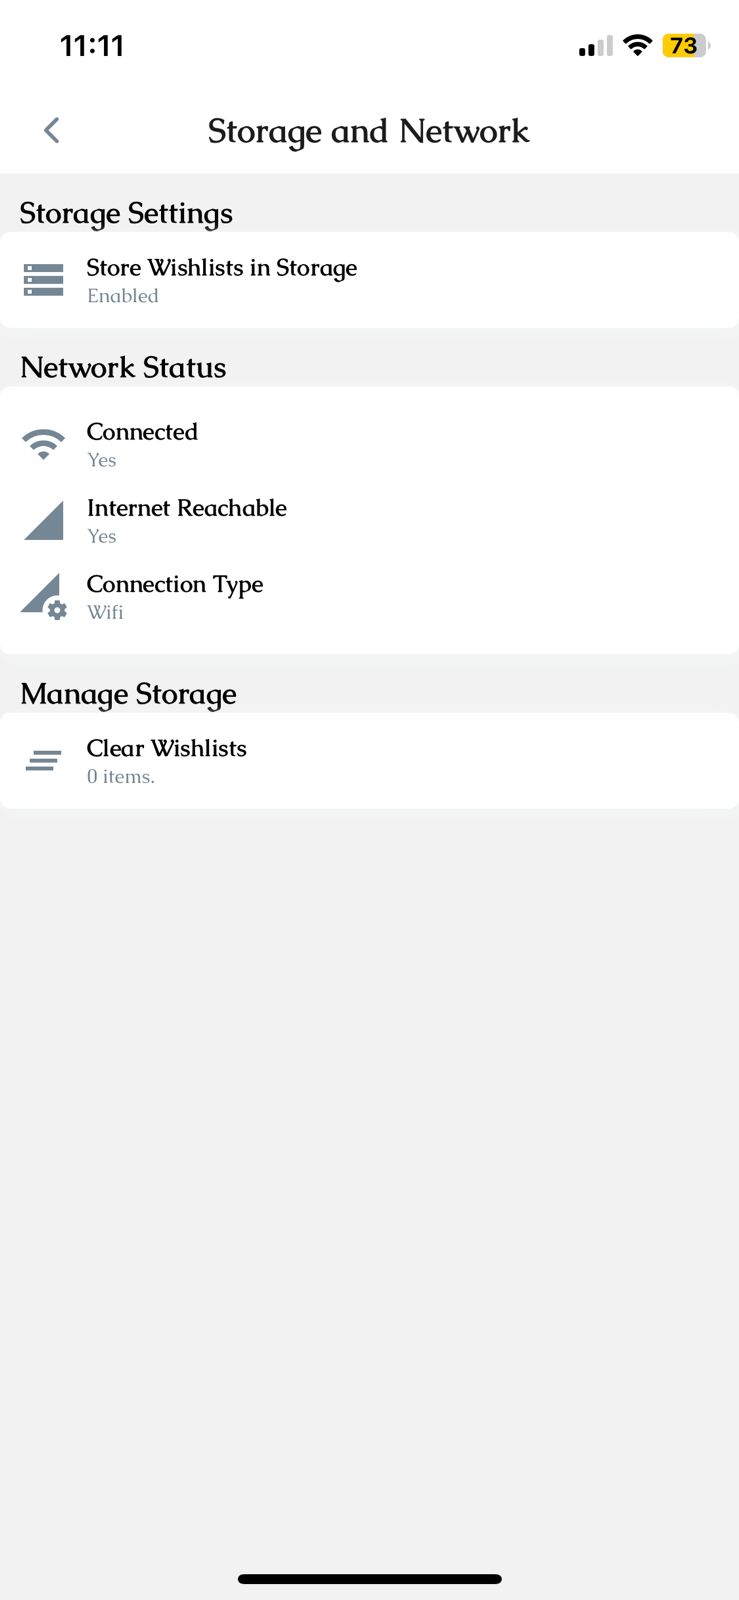 11:11
73
Storage and Network
Storage Settings
Store Wishlists in Storage
Enabled
Network Status
Connected
Yes
Internet Reachable
Yes
Connection Type
Wifi
Manage Storage
Clear Wishlists
0 items.